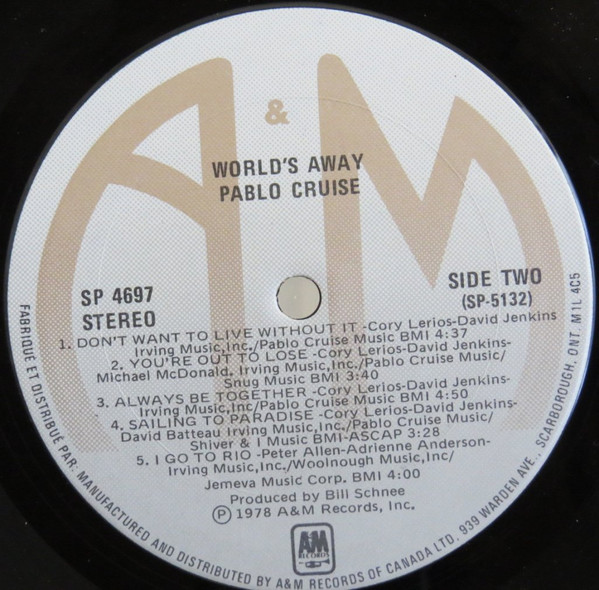 &
WORLD'S AWAY
PABLO CRUISE
SP 4697
STEREO
SIDE TWO
(SP-5132)
1. DON'T WANT TO LIVE WITHOUT IT -Cory Lerios-David Jenkins
Irving Music,Inc./Pablo Cruise Music BMI 4:37
2. YOU'RE OUT TO LOSE -Cory Lerios-David Jenkins-
Michael McDonald, Irving Music,Inc./Pablo Cruise Music/
Snug Music BMI 3:40
3. ALWAYS BE TOGETHER -Cory Lerios-David Jenkins-
Irving Music,Inc/Pablo Cruise Music BMI 4:50
4. SAILING TO PARADISE -Cory Lerios-David Jenkins-
David Batteau Irving Music,Inc/Pablo Cruise Music/
Shiver & I Music BMI-ASCAP 3:28
5. I GO TO RIO -Peter Allen-Adrienne Anderson-
Irving Music,Inc./Woolnough Music,Inc/
Jemeva Music Corp. BMI 4:00
Produced by Bill Schnee
Ⓟ 1978 A&M Records, Inc.
A&M
RECORDS
FABRIQUÉ ET DISTRIBUÉ PAR: MANUFACTURED AND DISTRIBUTED BY A&M RECORDS OF CANADA LTD. 939 WARDEN AVE., SCARBOROUGH, ONT. M1L 4C5